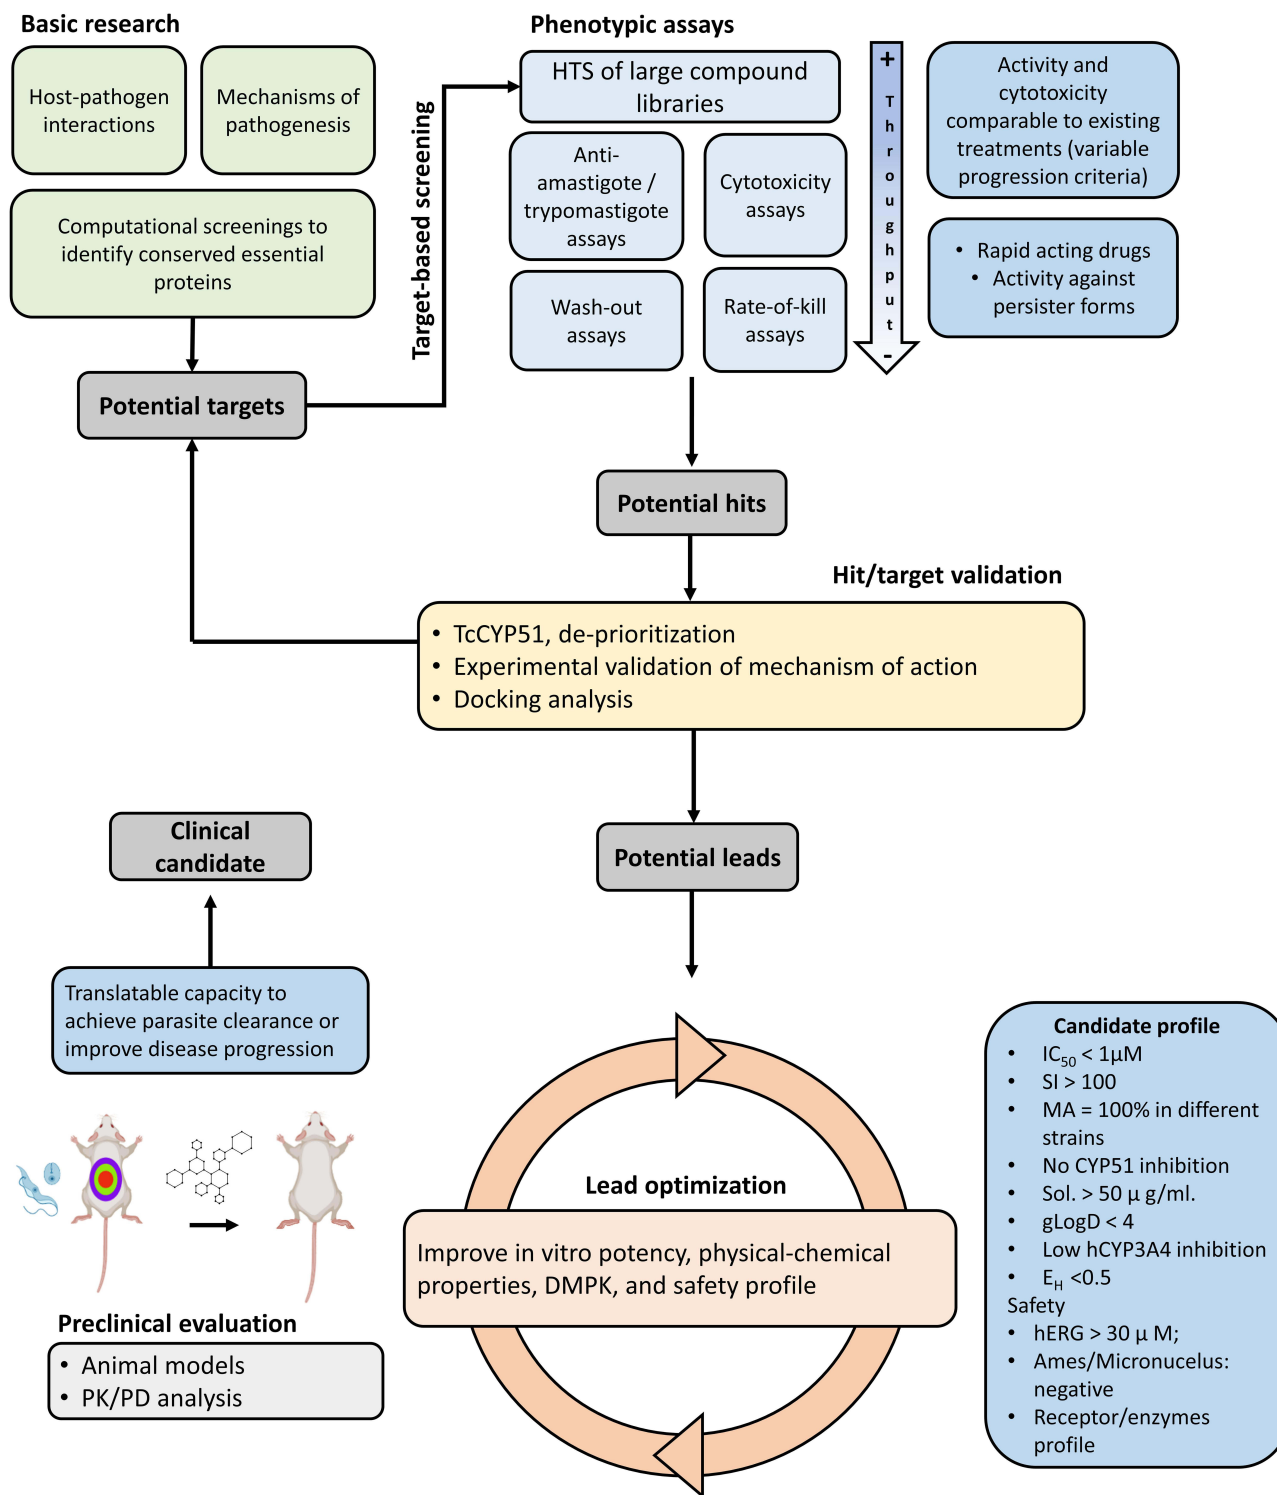 Basic research
Host-pathogen
interactions
Mechanisms of
pathogenesis
Computational screenings to
identify conserved essential
proteins
Potential targets
Target-based screening
Phenotypic assays
HTS of large compound
libraries
Anti-
amastigote /
trypomastigote
assays
Cytotoxicity
assays
Wash-out
assays
Rate-of-kill
assays
+
Throughput
-
Activity and
cytotoxicity
comparable to existing
treatments (variable
progression criteria)
• Rapid acting drugs
• Activity against
persister forms
Potential hits
Hit/target validation
• TcCYP51, de-prioritization
• Experimental validation of mechanism of action
• Docking analysis
Potential leads
Clinical
candidate
Translatable capacity to
achieve parasite clearance or
improve disease progression
Preclinical evaluation
• Animal models
• PK/PD analysis
Lead optimization
Improve in vitro potency, physical-chemical
properties, DMPK, and safety profile
Candidate profile
• IC50 < 1µM
• SI > 100
• MA = 100% in different
strains
• No CYP51 inhibition
• Sol. > 50 µ g/ml.
• gLogD < 4
• Low hCYP3A4 inhibition
• EH <0.5
Safety
• hERG > 30 µ M;
• Ames/Micronucelus:
negative
• Receptor/enzymes
profile